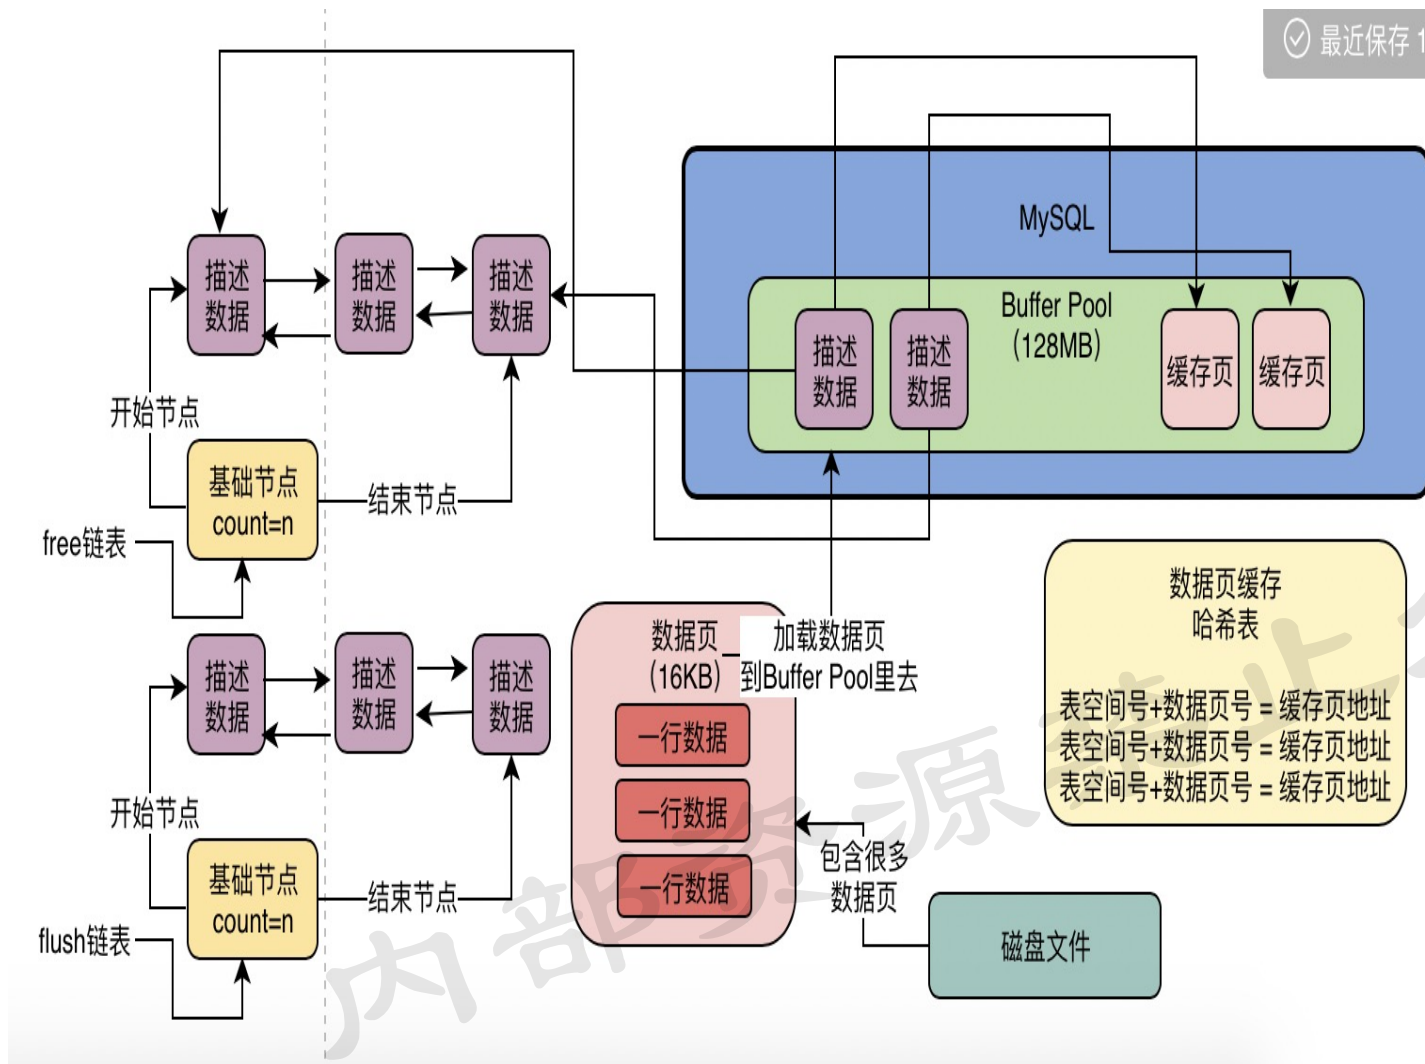 最近保存 1
MySQL
Buffer Pool
(128MB)
描述
数据
描述
数据
缓存页
缓存页
描述
数据
描述
数据
描述
数据
开始节点
基础节点
count=n
结束节点
free链表
描述
数据
描述
数据
描述
数据
开始节点
基础节点
count=n
结束节点
flush链表
数据页
(16KB)
加载数据页
到Buffer Pool里去
一行数据
一行数据
一行数据
包含很多
数据页
磁盘文件
数据页缓存
哈希表
表空间号+数据页号 = 缓存页地址
表空间号+数据页号 = 缓存页地址
表空间号+数据页号 = 缓存页地址
内部资源禁止